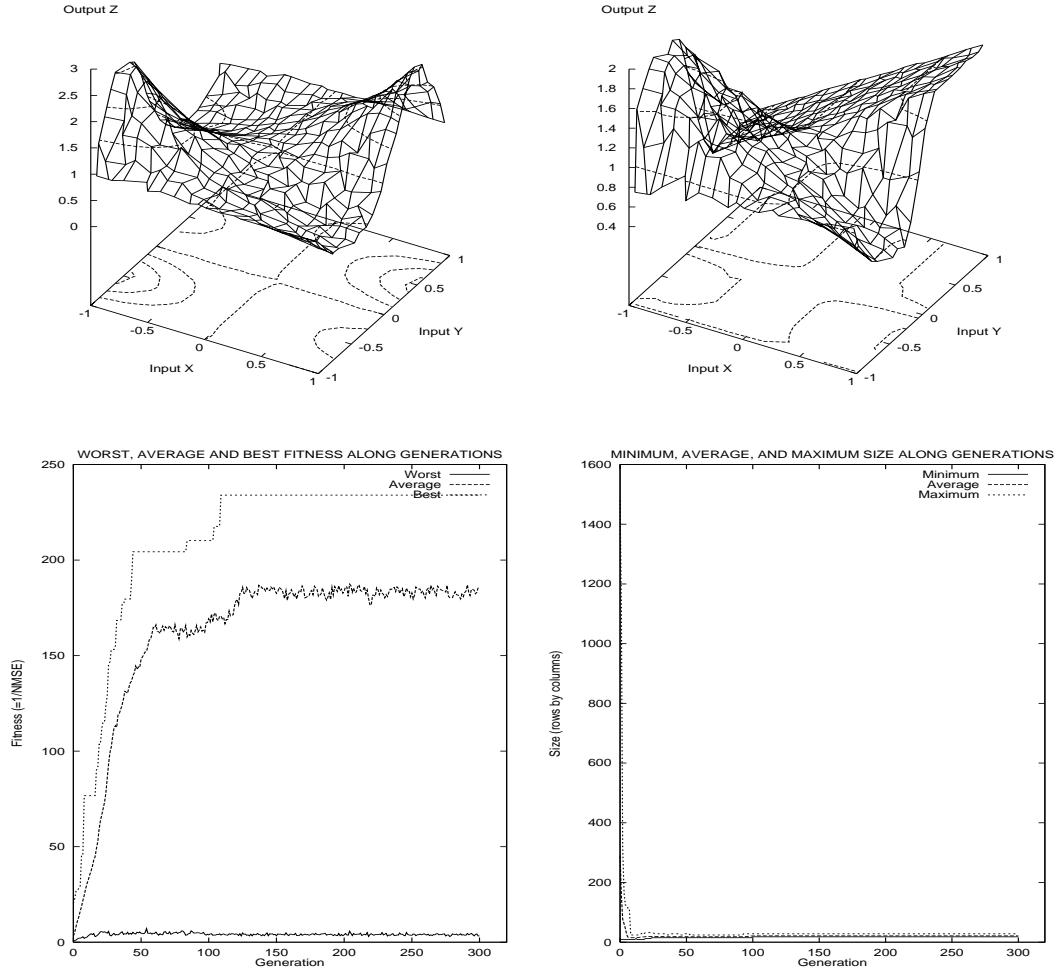 Output Z
3
2.5
2
1.5
1
0.5
0
-1
-0.5
0
0.5
1
Input X
-1
-0.5
0
0.5
1
Input Y
Output Z
2
1.8
1.6
1.4
1.2
1
0.8
0.6
0.4
-1
-0.5
0
0.5
1
Input X
-1
-0.5
0
0.5
1
Input Y
WORST, AVERAGE AND BEST FITNESS ALONG GENERATIONS
Worst
Average
Best
250
200
150
100
50
0
Fitness (=1/NMSE)
0 50 100 150 200 250 300
Generation
MINIMUM, AVERAGE, AND MAXIMUM SIZE ALONG GENERATIONS
Minimum
Average
Maximum
1600
1400
1200
1000
800
600
400
200
0
Size (rows by columns)
0 50 100 150 200 250 300
Generation